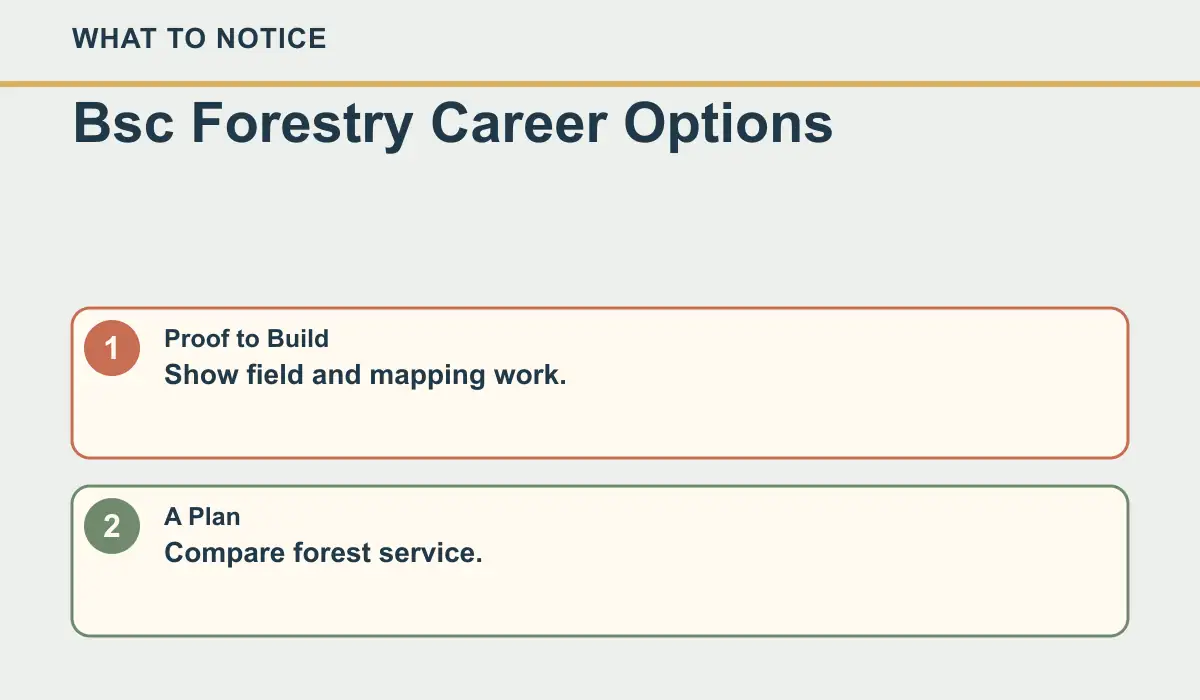 WHAT TO NOTICE
Bsc Forestry Career Options
1
Proof to Build
Show field and mapping work.
2
A Plan
Compare forest service.